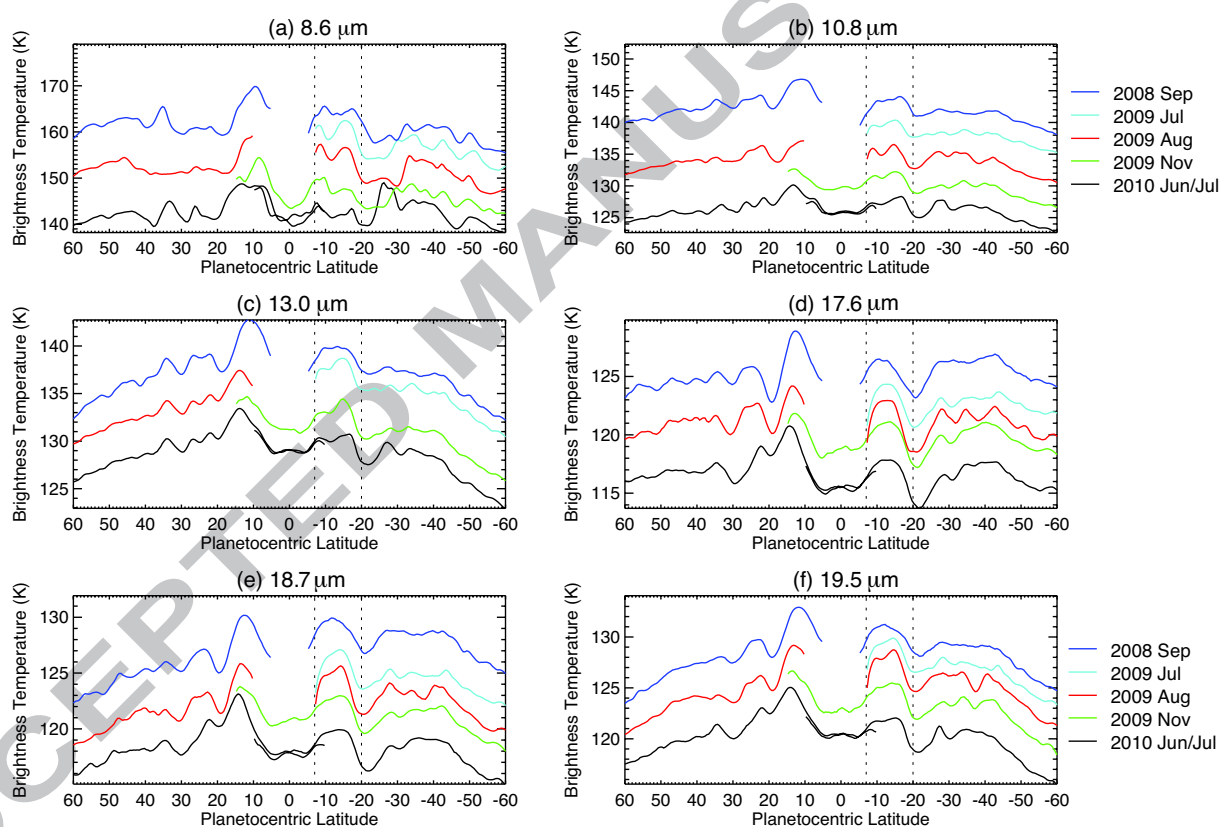 (a) 8.6 μm
Brightness Temperature (K)
170
160
150
140
60 50 40 30 20 10 0 -10 -20 -30 -40 -50 -60
Planetocentric Latitude
(b) 10.8 μm
Brightness Temperature (K)
150
145
140
135
130
125
60 50 40 30 20 10 0 -10 -20 -30 -40 -50 -60
Planetocentric Latitude
2008 Sep
2009 Jul
2009 Aug
2009 Nov
2010 Jun/Jul
(c) 13.0 μm
Brightness Temperature (K)
140
135
130
125
60 50 40 30 20 10 0 -10 -20 -30 -40 -50 -60
Planetocentric Latitude
(d) 17.6 μm
Brightness Temperature (K)
125
120
115
60 50 40 30 20 10 0 -10 -20 -30 -40 -50 -60
Planetocentric Latitude
(e) 18.7 μm
Brightness Temperature (K)
130
125
120
60 50 40 30 20 10 0 -10 -20 -30 -40 -50 -60
Planetocentric Latitude
(f) 19.5 μm
Brightness Temperature (K)
130
125
120
60 50 40 30 20 10 0 -10 -20 -30 -40 -50 -60
Planetocentric Latitude
2008 Sep
2009 Jul
2009 Aug
2009 Nov
2010 Jun/Jul
CCEPTED MANUS